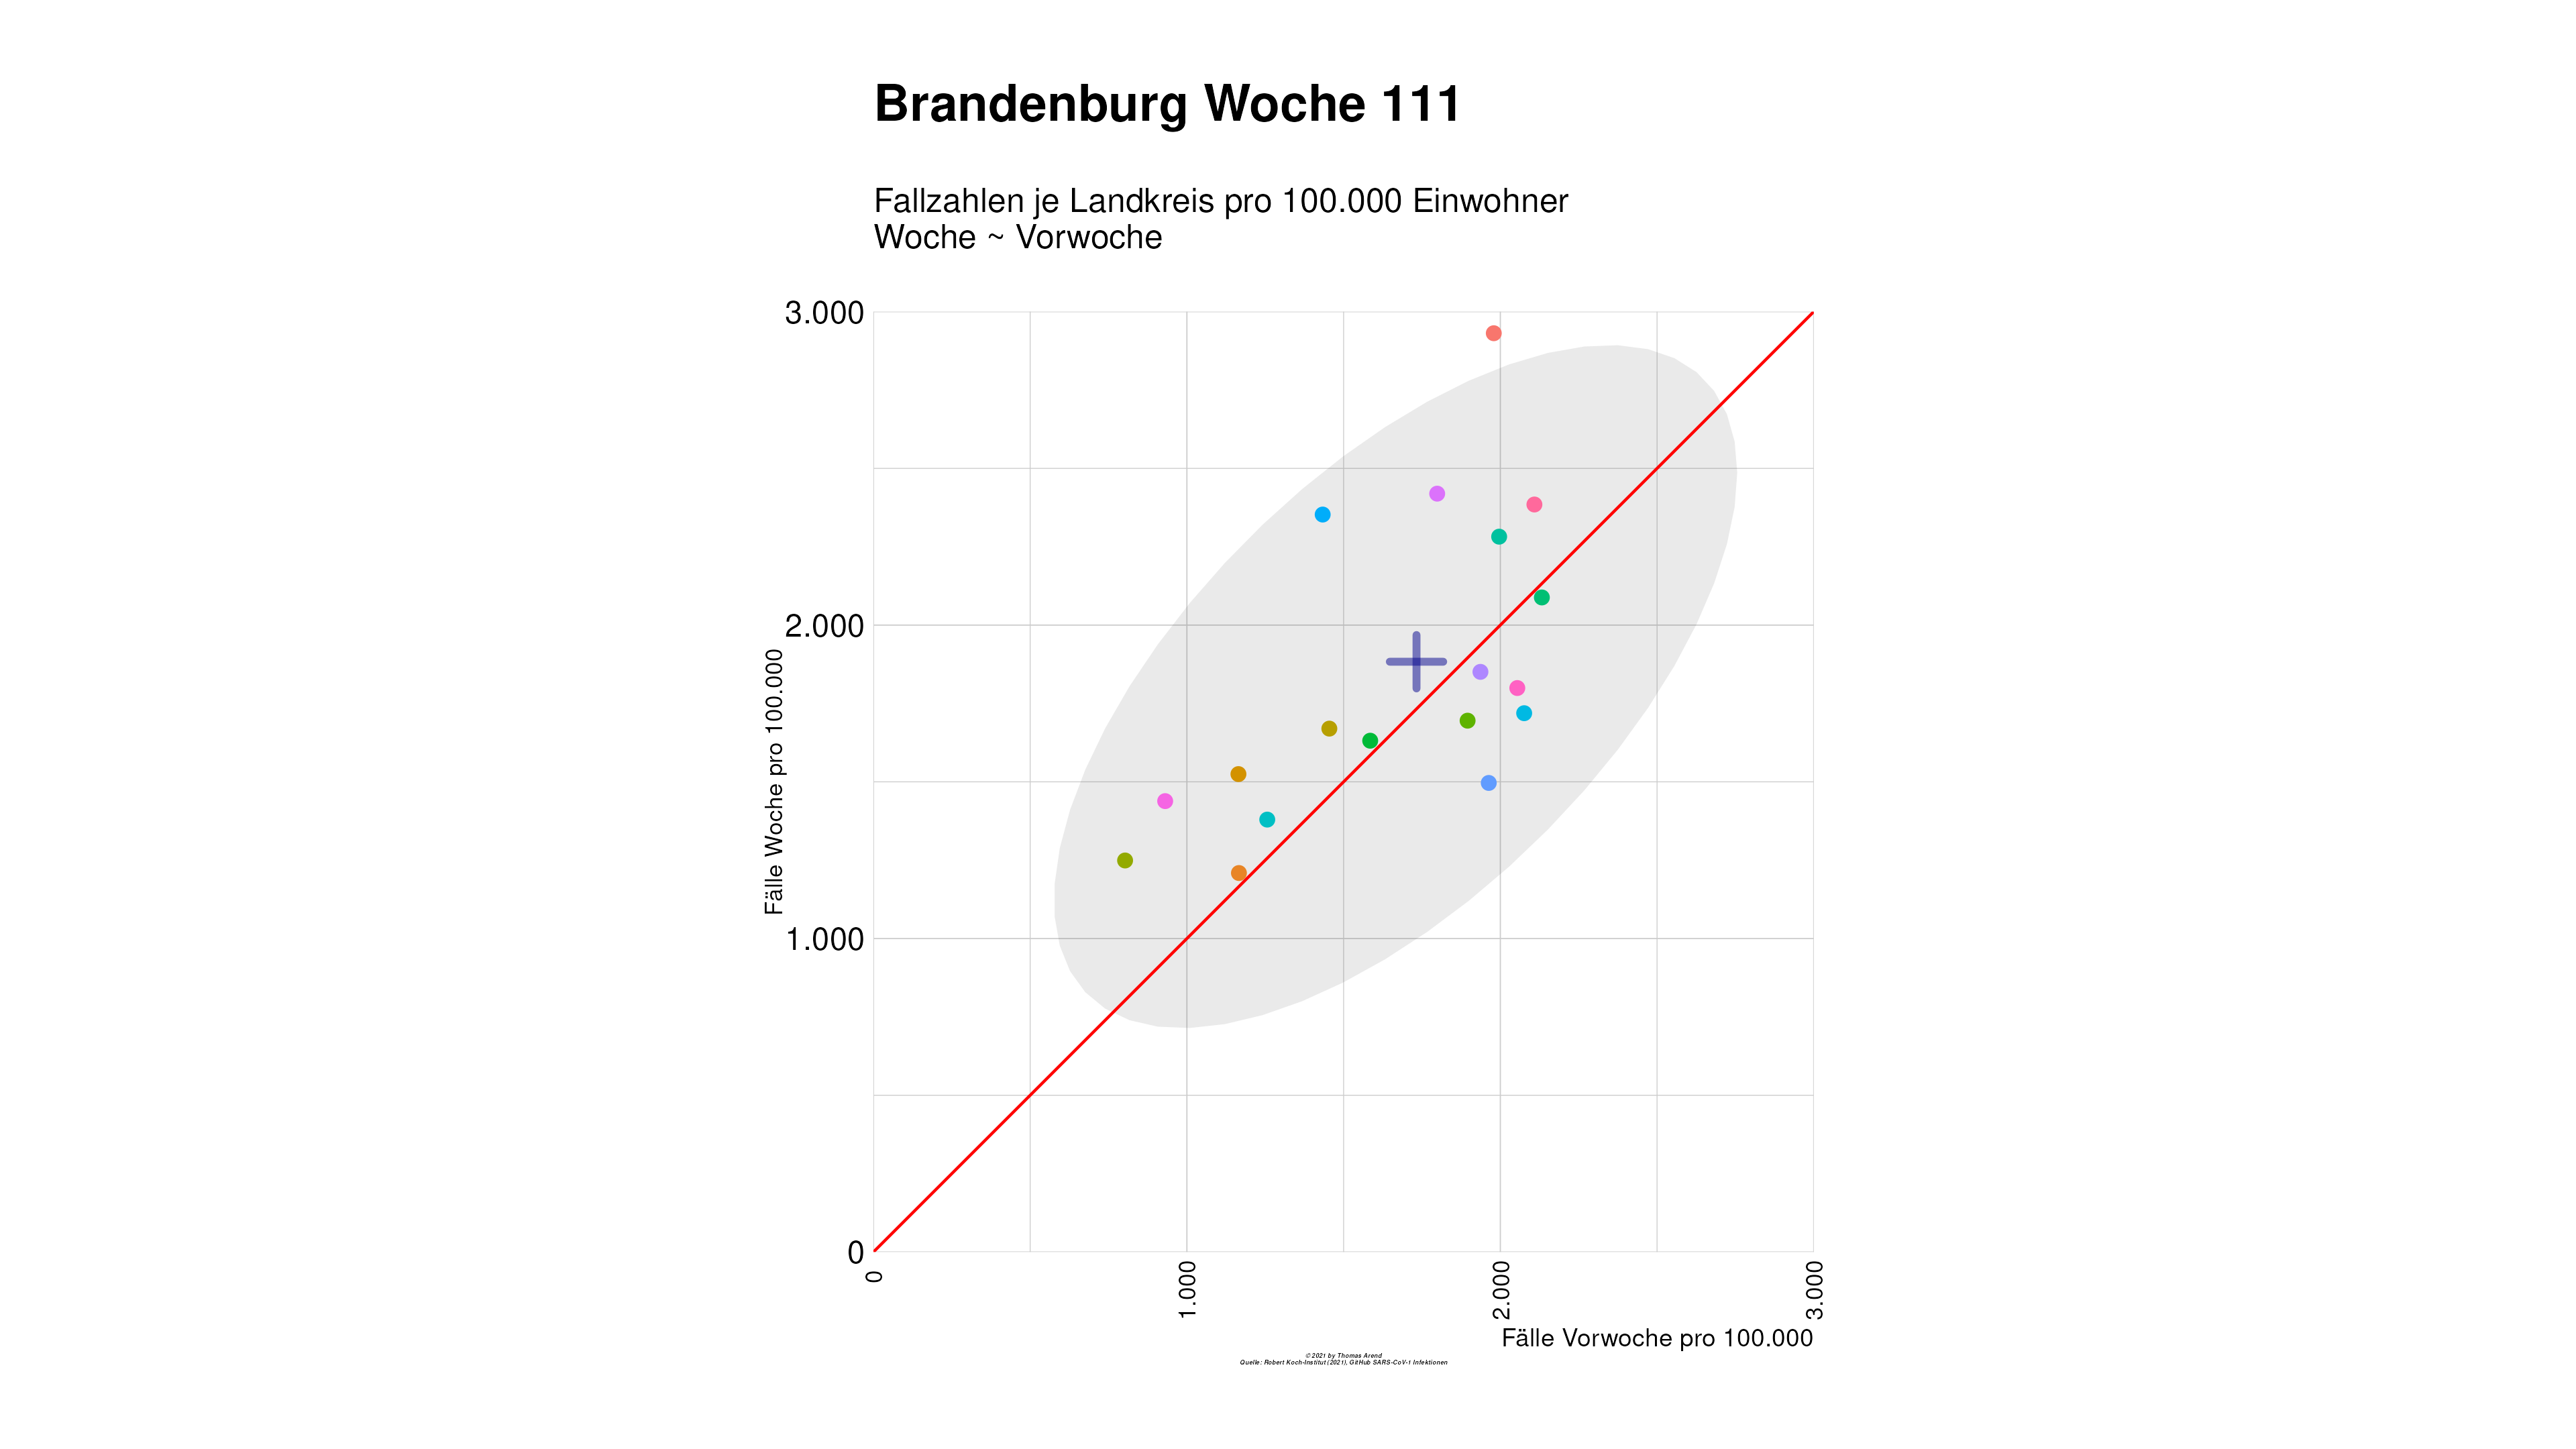 Brandenburg Woche 111
Fallzahlen je Landkreis pro 100.000 Einwohner
Woche ~ Vorwoche
3.000
2.000
1.000
0
Fälle Woche pro 100.000
0
1.000
2.000
3.000
Fälle Vorwoche pro 100.000
© 2021 by Thomas Arend
Quelle: Robert Koch-Institut (2021), GitHub SARS-CoV-1 Infektionen